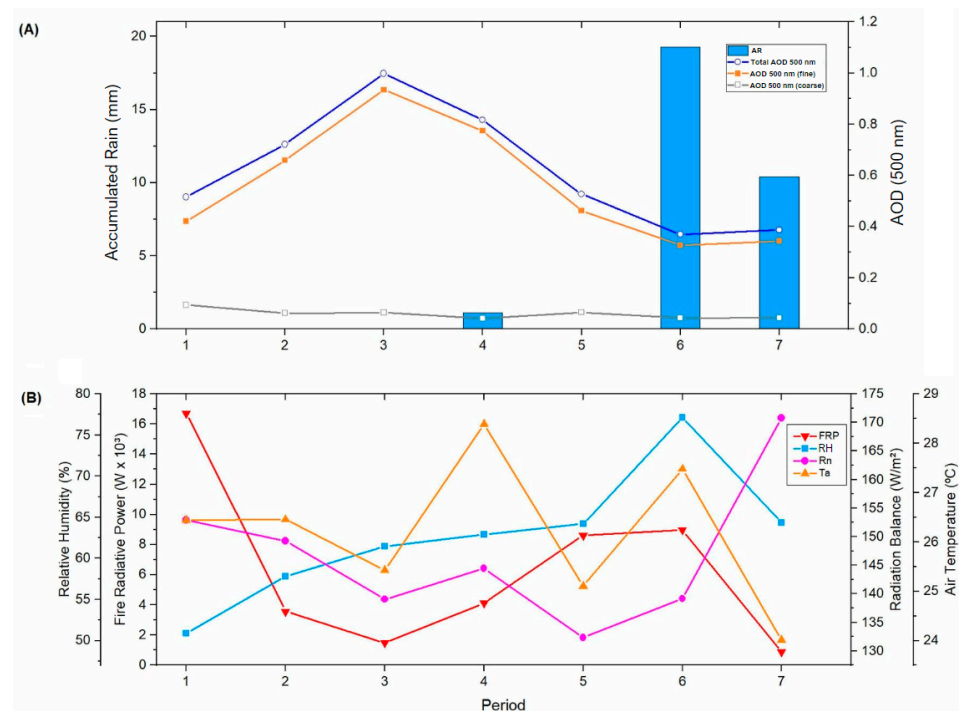 (A)
Accumulated Rain (mm)
20
15
10
5
0
1 2 3 4 5 6 7
1.2
1.0
0.8
0.6
0.4
0.2
0.0
AOD (500 nm)
AR
Total AOD 500 nm
AOD 500 nm (fine)
AOD 500 nm (coarse)
(B)
Relative Humidity (%)
80
75
70
65
60
55
50
Fire Radiative Power (W x 10³)
18
16
14
12
10
8
6
4
2
0
FRP
RH
Rn
Ta
175
170
165
160
155
150
145
140
135
130
Radiation Balance (W/m²)
29
28
27
26
25
24
Air Temperature (ºC)
1 2 3 4 5 6 7
Period